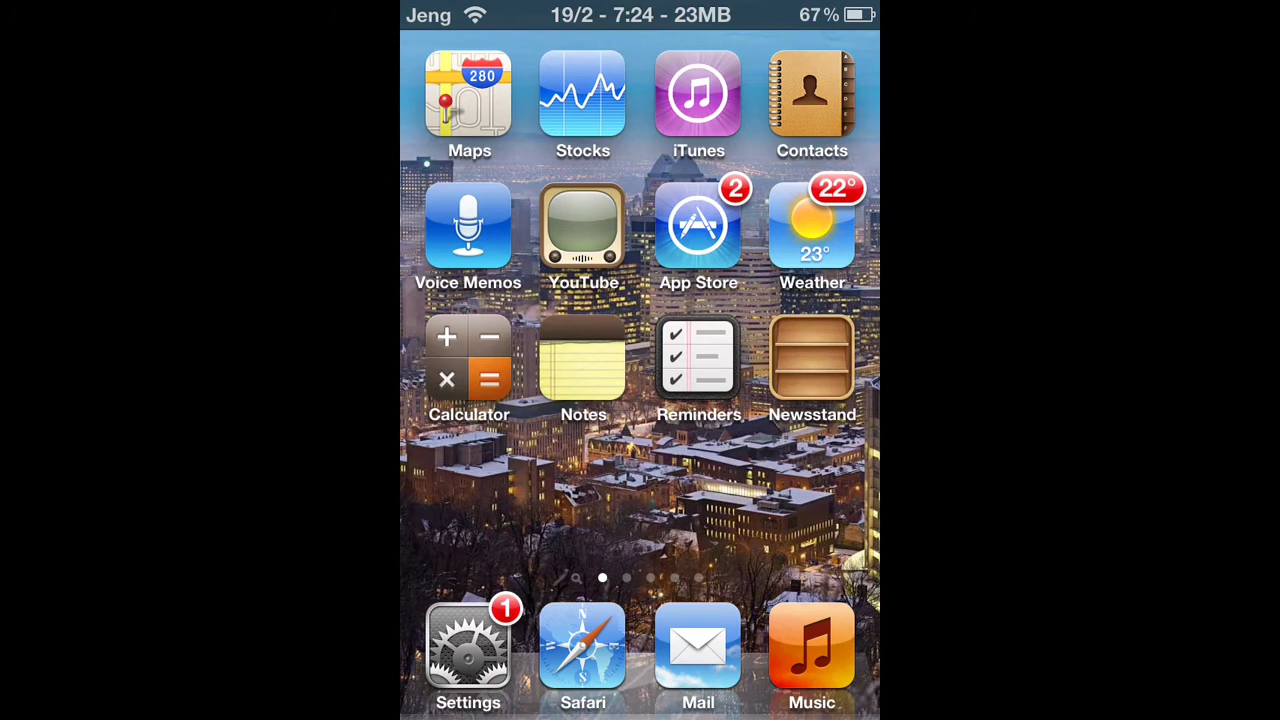 Jeng 19/2 - 7:24 - 23MB 67%
280
Maps Stocks iTunes Contacts
2 22°
23°
Voice Memos YouTube App Store Weather
Calculator Notes Reminders Newsstand
1
N
S
Settings Safari Mail Music